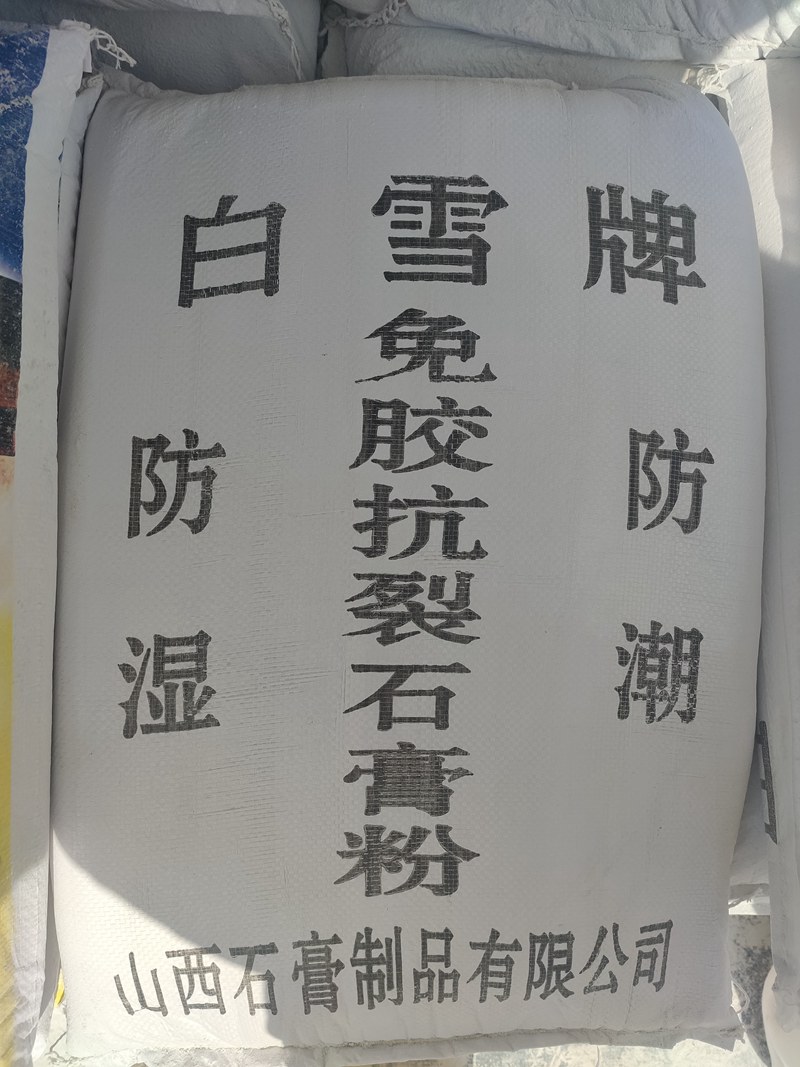 白雪牌
免胶抗裂石膏粉
防湿
防潮
山西石膏制品有限公司